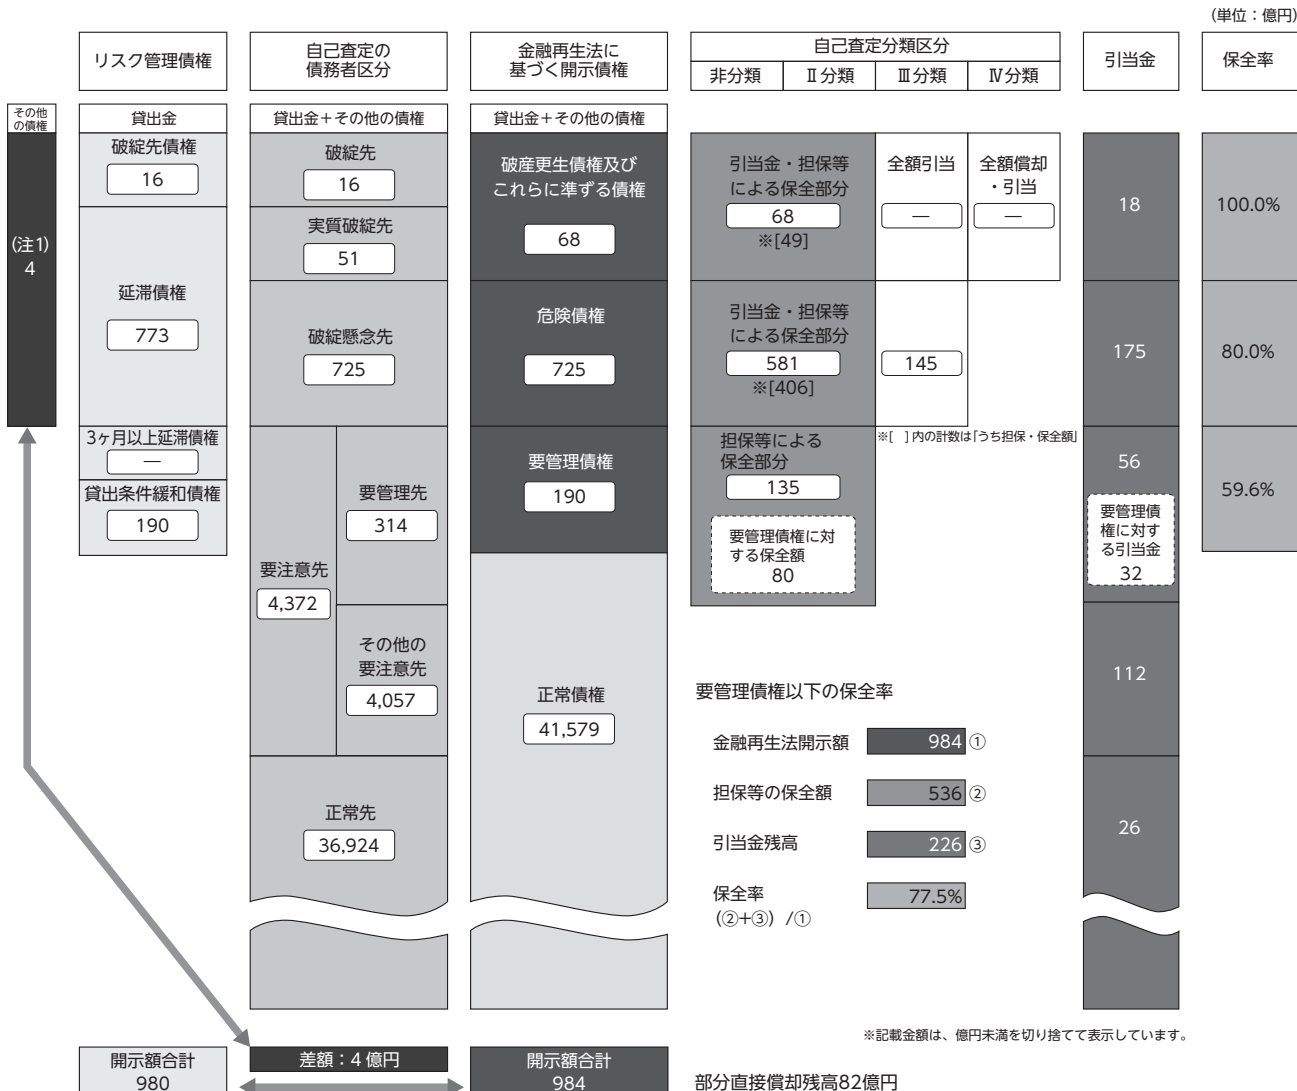 (単位：億円)
リスク管理債権
自己査定の
債務者区分
金融再生法に
基づく開示債権
自己査定分類区分
非分類
Ⅱ分類
Ⅲ分類
Ⅳ分類
引当金
保全率
その他
の債権
貸出金
貸出金＋その他の債権
貸出金＋その他の債権
(注1)
4
破綻先債権
16
延滞債権
773
3ヶ月以上延滞債権
―
貸出条件緩和債権
190
破綻先
16
実質破綻先
51
破綻懸念先
725
要注意先
4,372
要管理先
314
その他の
要注意先
4,057
正常先
36,924
破産更生債権及び
これらに準ずる債権
68
危険債権
725
要管理債権
190
正常債権
41,579
引当金・担保等
による保全部分
68
※[49]
全額引当
―
全額償却
・引当
―
引当金・担保等
による保全部分
581
※[406]
145
※[　]内の計数は「うち担保・保全額」
担保等による
保全部分
135
要管理債権に対
する保全額
80
18
175
56
要管理債
権に対す
る引当金
32
112
26
100.0%
80.0%
59.6%
要管理債権以下の保全率
金融再生法開示額 984 ①
担保等の保全額 536 ②
引当金残高 226 ③
保全率 77.5%
(②＋③) /①
※記載金額は、億円未満を切り捨てて表示しています。
開示額合計
980
差額：4億円
開示額合計
984
部分直接償却残高82億円